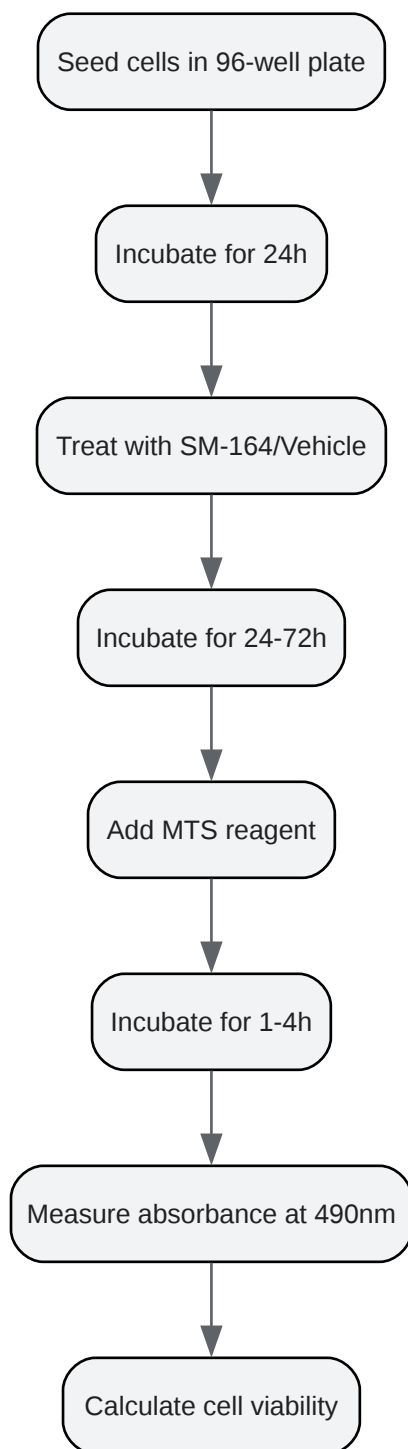 Seed cells in 96-well plate
Incubate for 24h
Treat with SM-164/Vehicle
Incubate for 24-72h
Add MTS reagent
Incubate for 1-4h
Measure absorbance at 490nm
Calculate cell viability